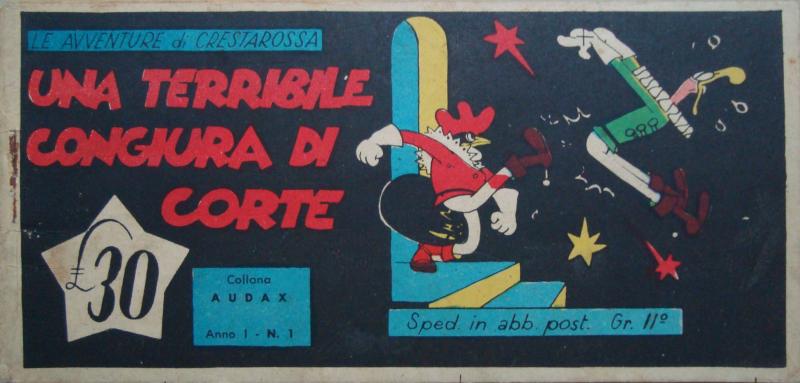 LE AVVENTURE di CRESTAROSSA
UNA TERRIBILE
CONGIURA DI
CORTE
£30
Collana
AUDAX
Anno I - N. 1
Sped. in abb. post. Gr. IIº